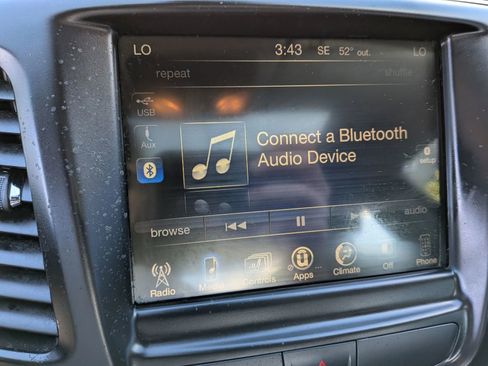 LO 3:43 SE 52° out. LO
repeat shuffle
USB
Aux
Connect a Bluetooth
Audio Device
setup
browse audio
Radio Media Controls Apps Climate Off Phone